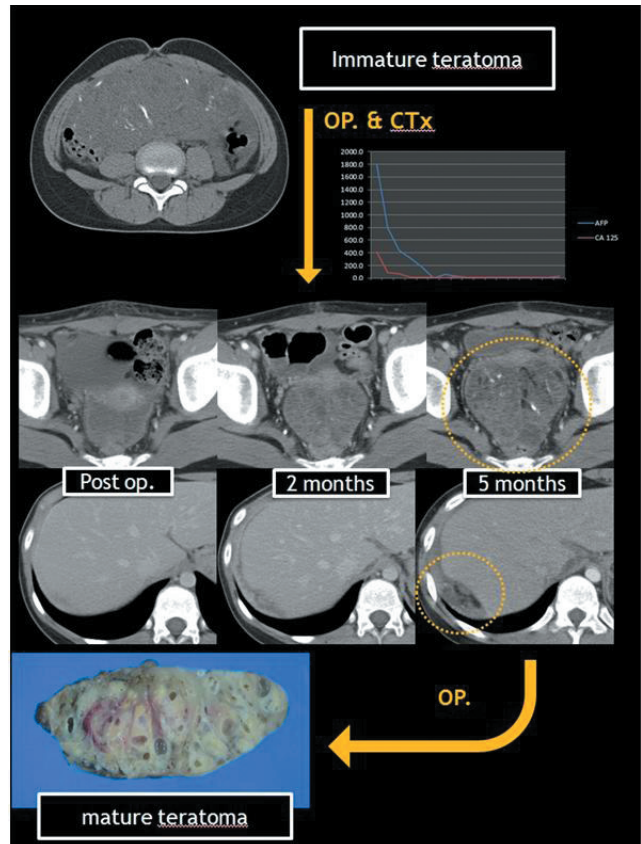 Immature teratoma
OP. & CTx
2000.0
1800.0
1600.0
1400.0
1200.0
1000.0
800.0
600.0
400.0
200.0
0.0
AFP
CA 125
Post op.
2 months
5 months
OP.
mature teratoma